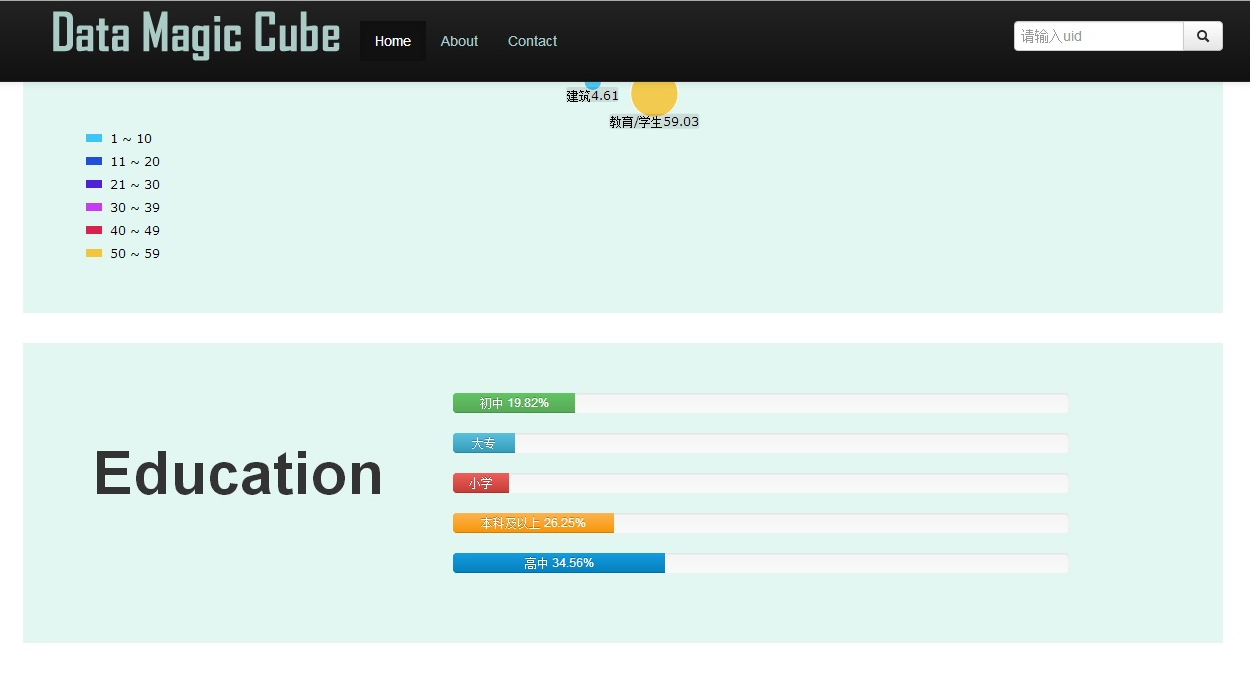 Data Magic Cube Home About Contact 请输入uid
建筑4.61
教育/学生59.03
1 ~ 10
11 ~ 20
21 ~ 30
30 ~ 39
40 ~ 49
50 ~ 59
Education
初中 19.82%
大专
小学
本科及以上 26.25%
高中 34.56%